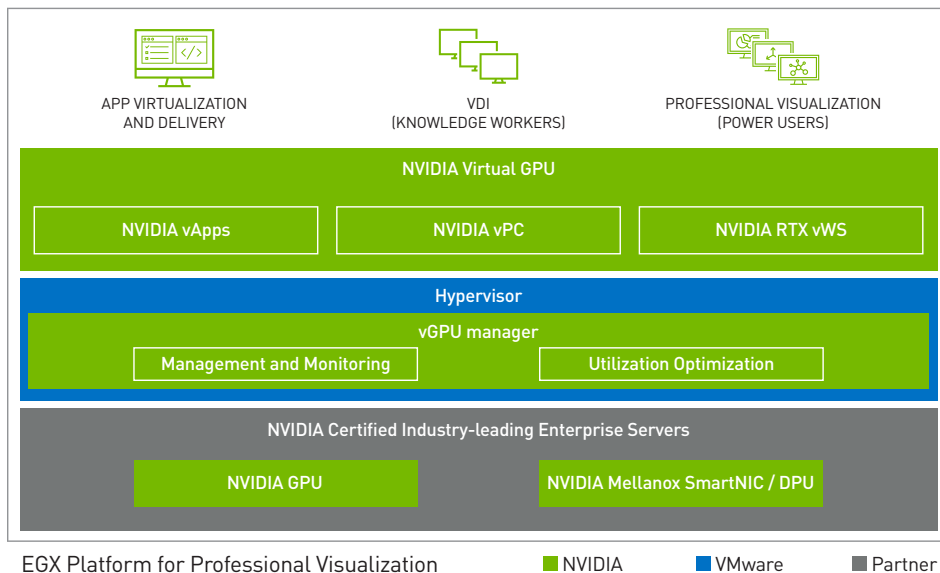 </>
APP VIRTUALIZATION
AND DELIVERY
VDI
(KNOWLEDGE WORKERS)
PROFESSIONAL VISUALIZATION
(POWER USERS)
NVIDIA Virtual GPU
NVIDIA vApps
NVIDIA vPC
NVIDIA RTX vWS
Hypervisor
vGPU manager
Management and Monitoring
Utilization Optimization
NVIDIA Certified Industry-leading Enterprise Servers
NVIDIA GPU
NVIDIA Mellanox SmartNIC / DPU
EGX Platform for Professional Visualization
NVIDIA
VMware
Partner